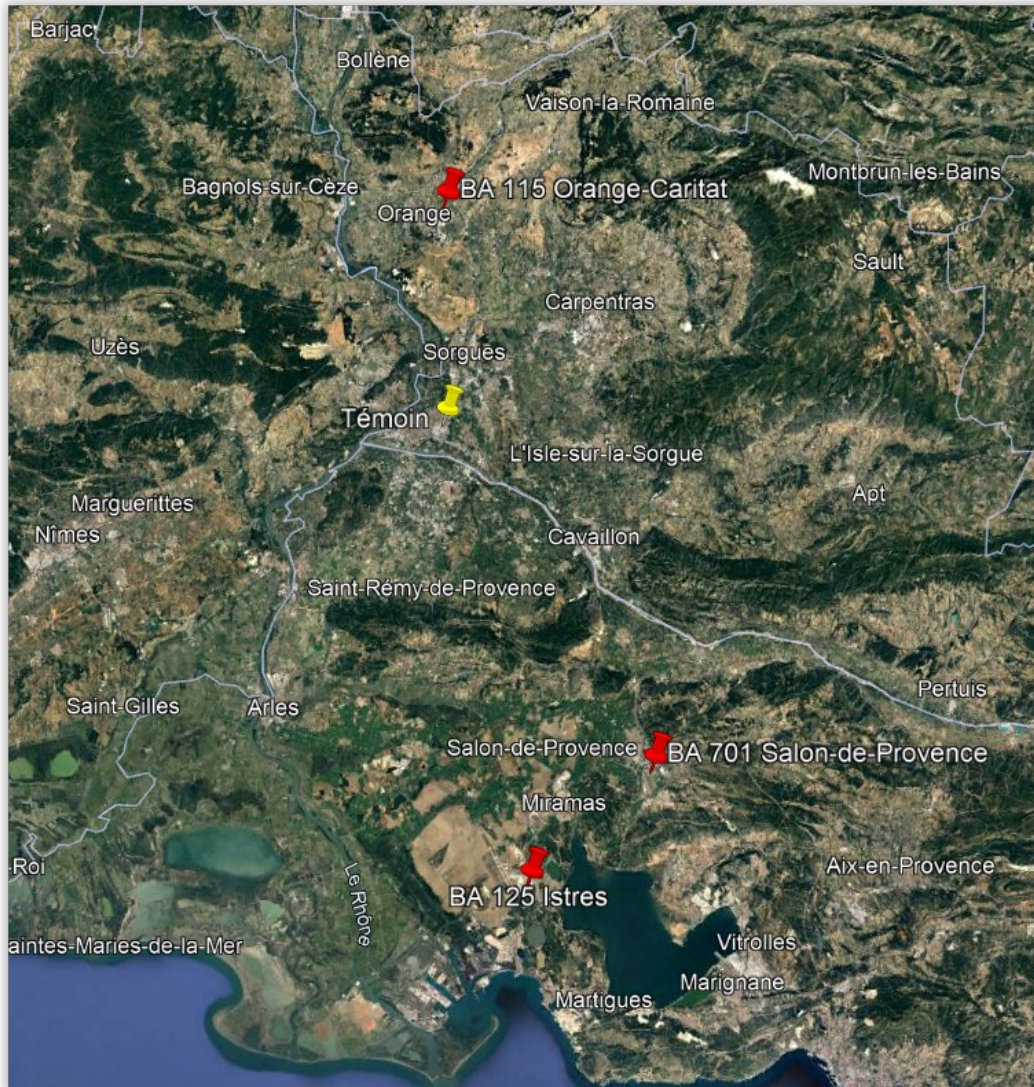 Barjac
Bollène
Vaison-la-Romaine
Montbrun-les-Bains
Bagnols-sur-Cèze
BA 115 Orange-Caritat
Orange
Sault
Carpentras
Uzès
Sorgues
Témoin
L'Isle-sur-la-Sorgue
Apt
Marguerittes
Nîmes
Cavaillon
Saint-Rémy-de-Provence
Pertuis
Saint-Gilles
Arles
Salon-de-Provence
BA 701 Salon-de-Provence
Miramas
-Roi
Aix-en-Provence
BA 125 Istres
Le Rhône
aintes-Maries-de-la-Mer
Vitrolles
Marignane
Martigues